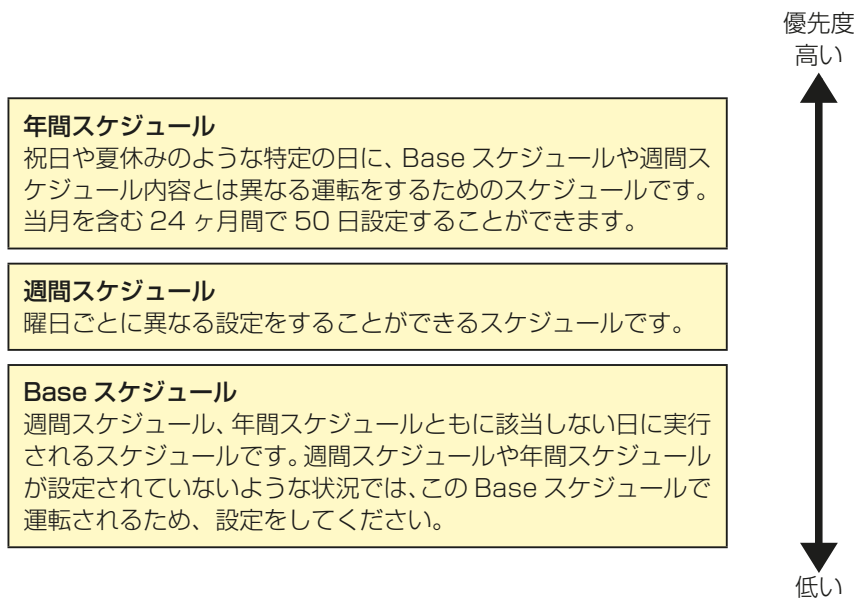 優先度
高い
年間スケジュール
祝日や夏休みのような特定の日に、Base スケジュールや週間ス
ケジュール内容とは異なる運転をするためのスケジュールです。
当月を含む 24 ヶ月間で 50 日設定することができます。
週間スケジュール
曜日ごとに異なる設定をすることができるスケジュールです。
Base スケジュール
週間スケジュール、年間スケジュールともに該当しない日に実行
されるスケジュールです。週間スケジュールや年間スケジュール
が設定されていないような状況では、この Base スケジュールで
運転されるため、設定をしてください。
低い